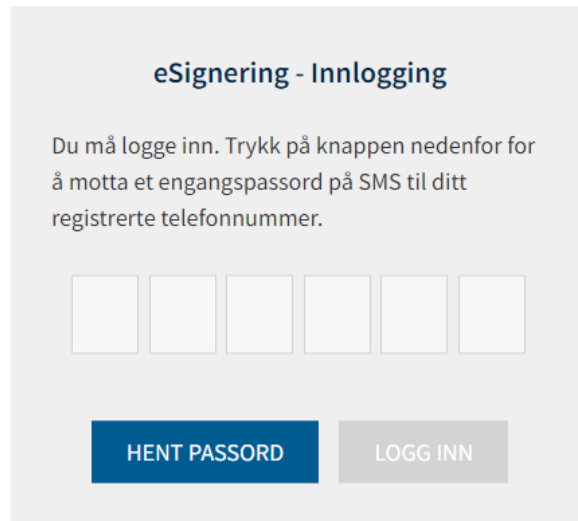 eSignering - Innlogging
Du må logge inn. Trykk på knappen nedenfor for
å motta et engangspassord på SMS til ditt
registrerte telefonnummer.
HENT PASSORD
LOGG INN